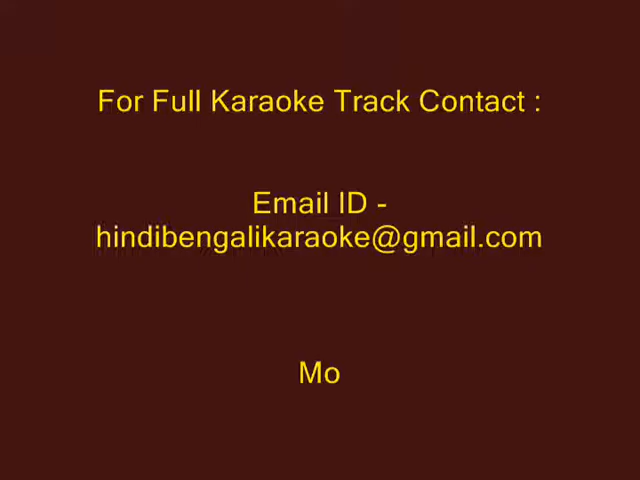 For Full Karaoke Track Contact :
Email ID -
hindibengalikaraoke@gmail.com
Mo